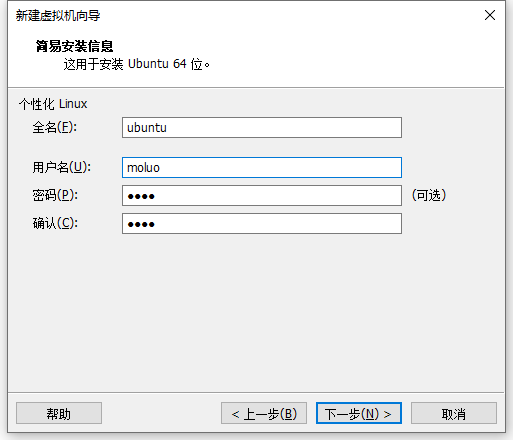 新建虚拟机向导
简易安装信息
这用于安装 Ubuntu 64 位。
个性化 Linux
全名(F):
ubuntu
用户名(U):
moluo
密码(P):
●●●●
(可选)
确认(C):
●●●●
帮助
< 上一步(B)
下一步(N) >
取消